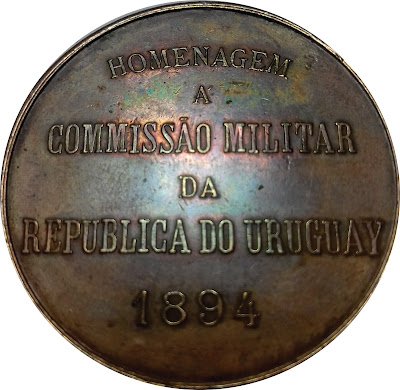 HOMENAGEM
A
COMMISSÃO MILITAR
DA
REPUBLICA DO URUGUAY
1894